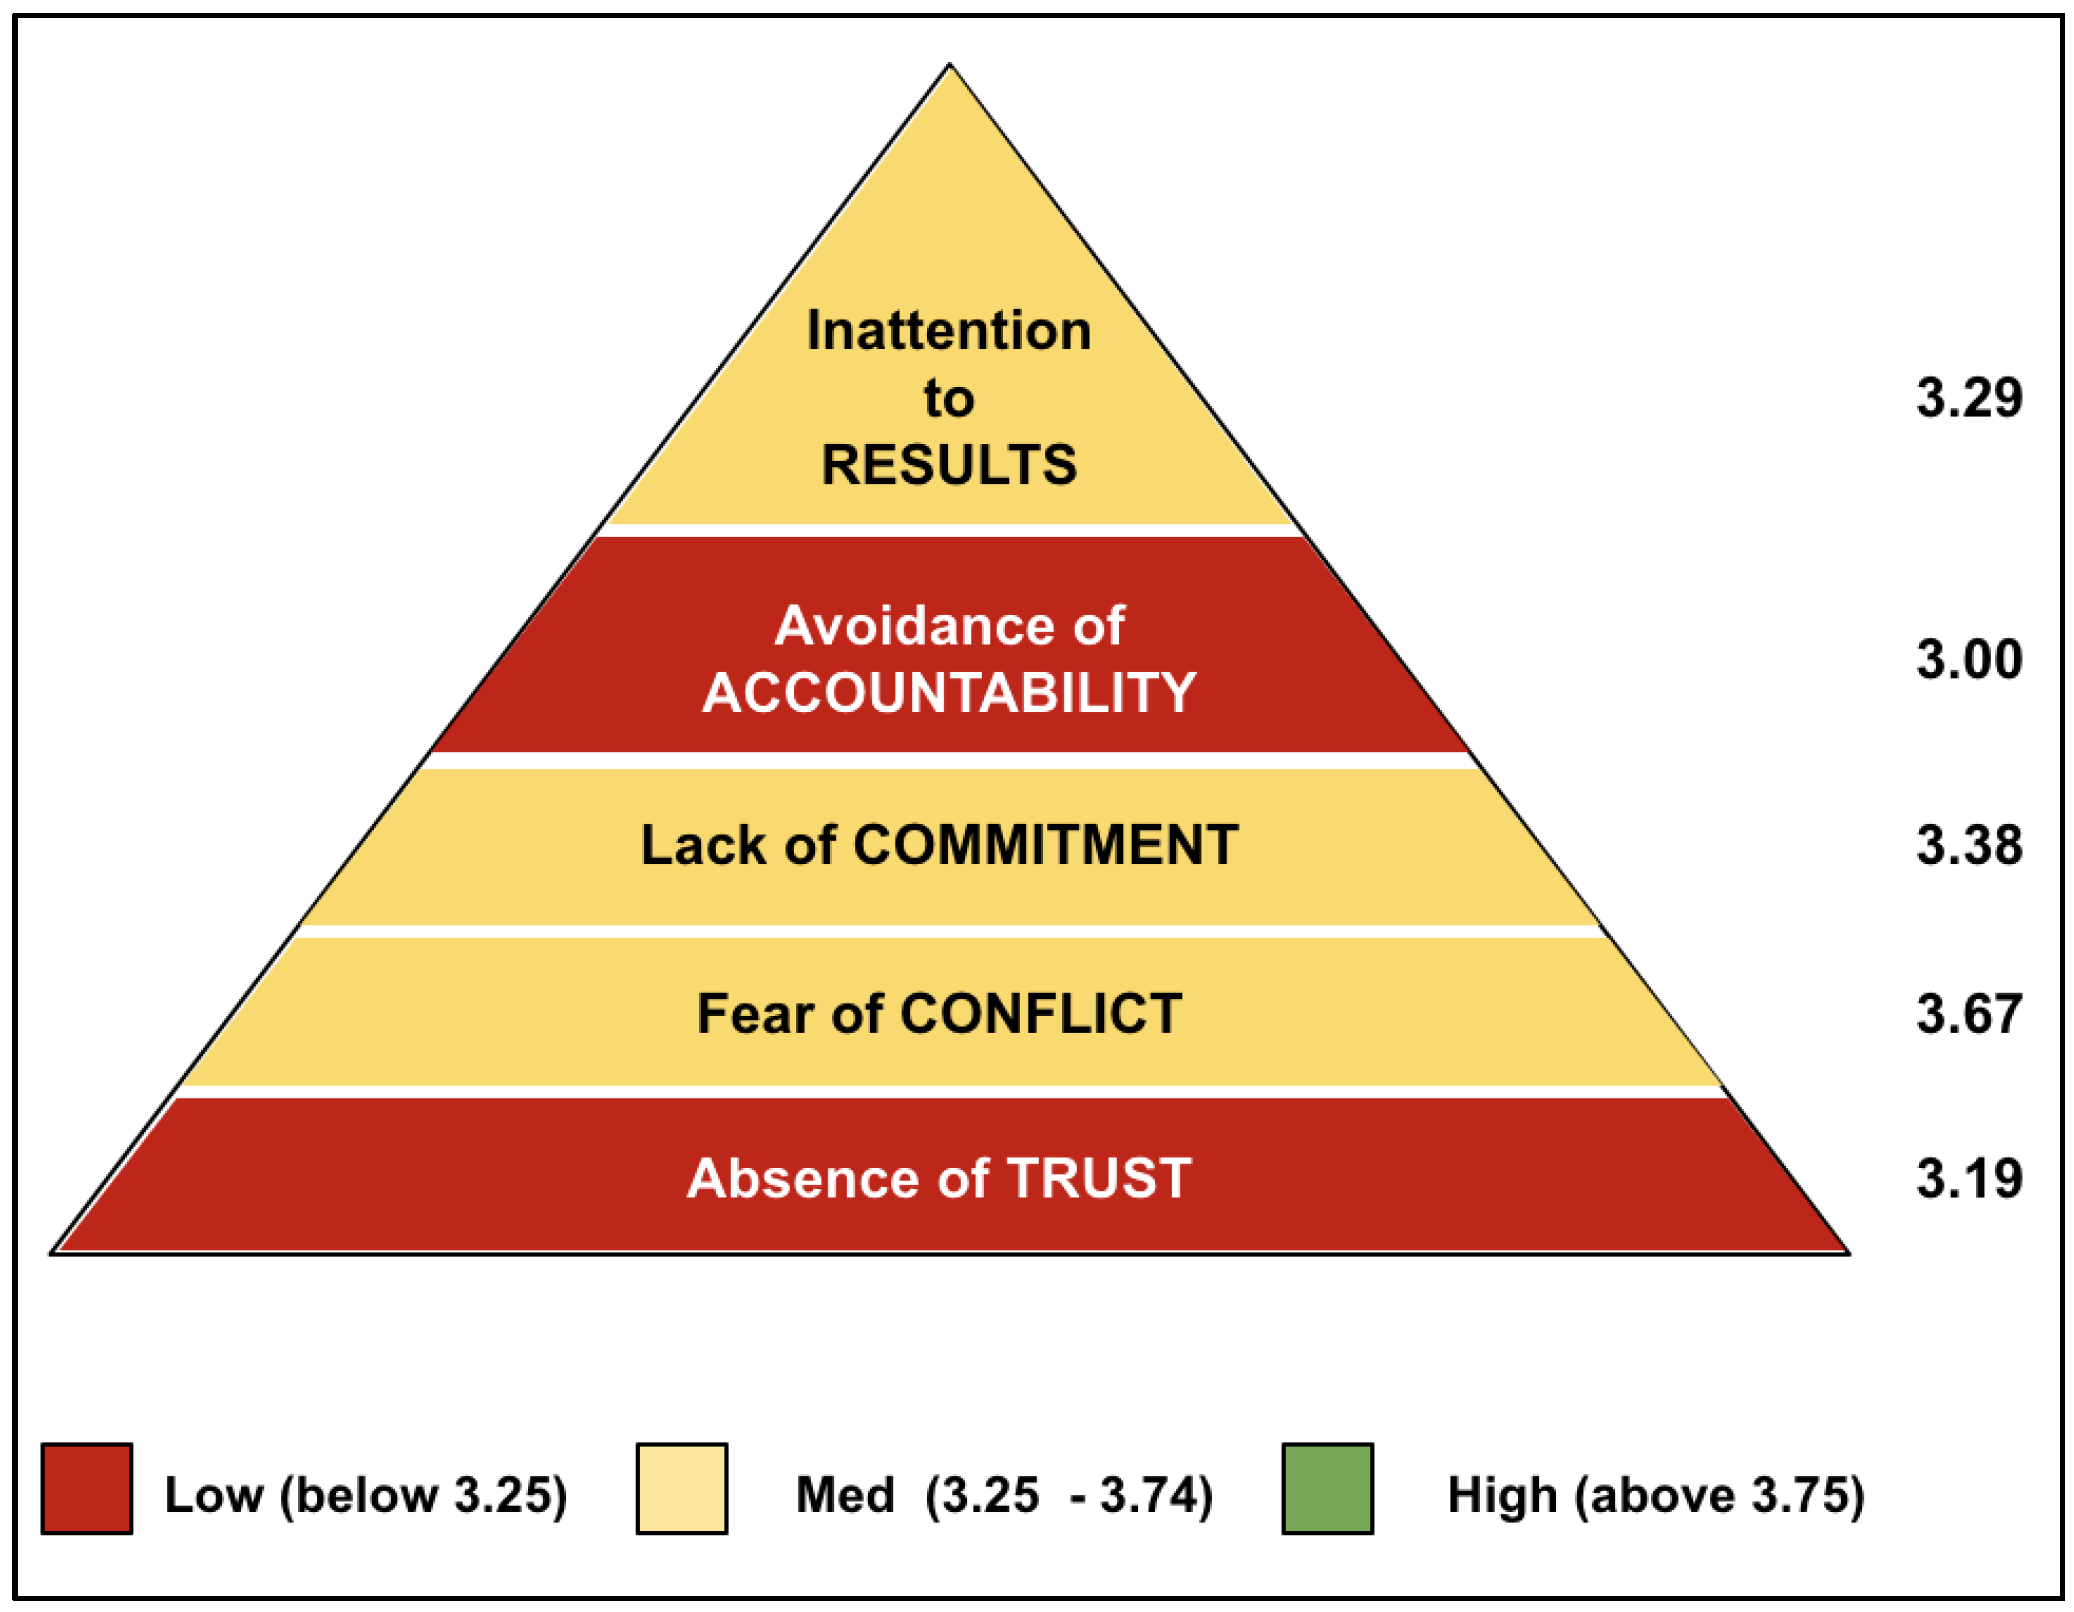 Inattention
to
RESULTS
3.29
Avoidance of
ACCOUNTABILITY
3.00
Lack of COMMITMENT
3.38
Fear of CONFLICT
3.67
Absence of TRUST
3.19
Low (below 3.25)
Med (3.25 - 3.74)
High (above 3.75)